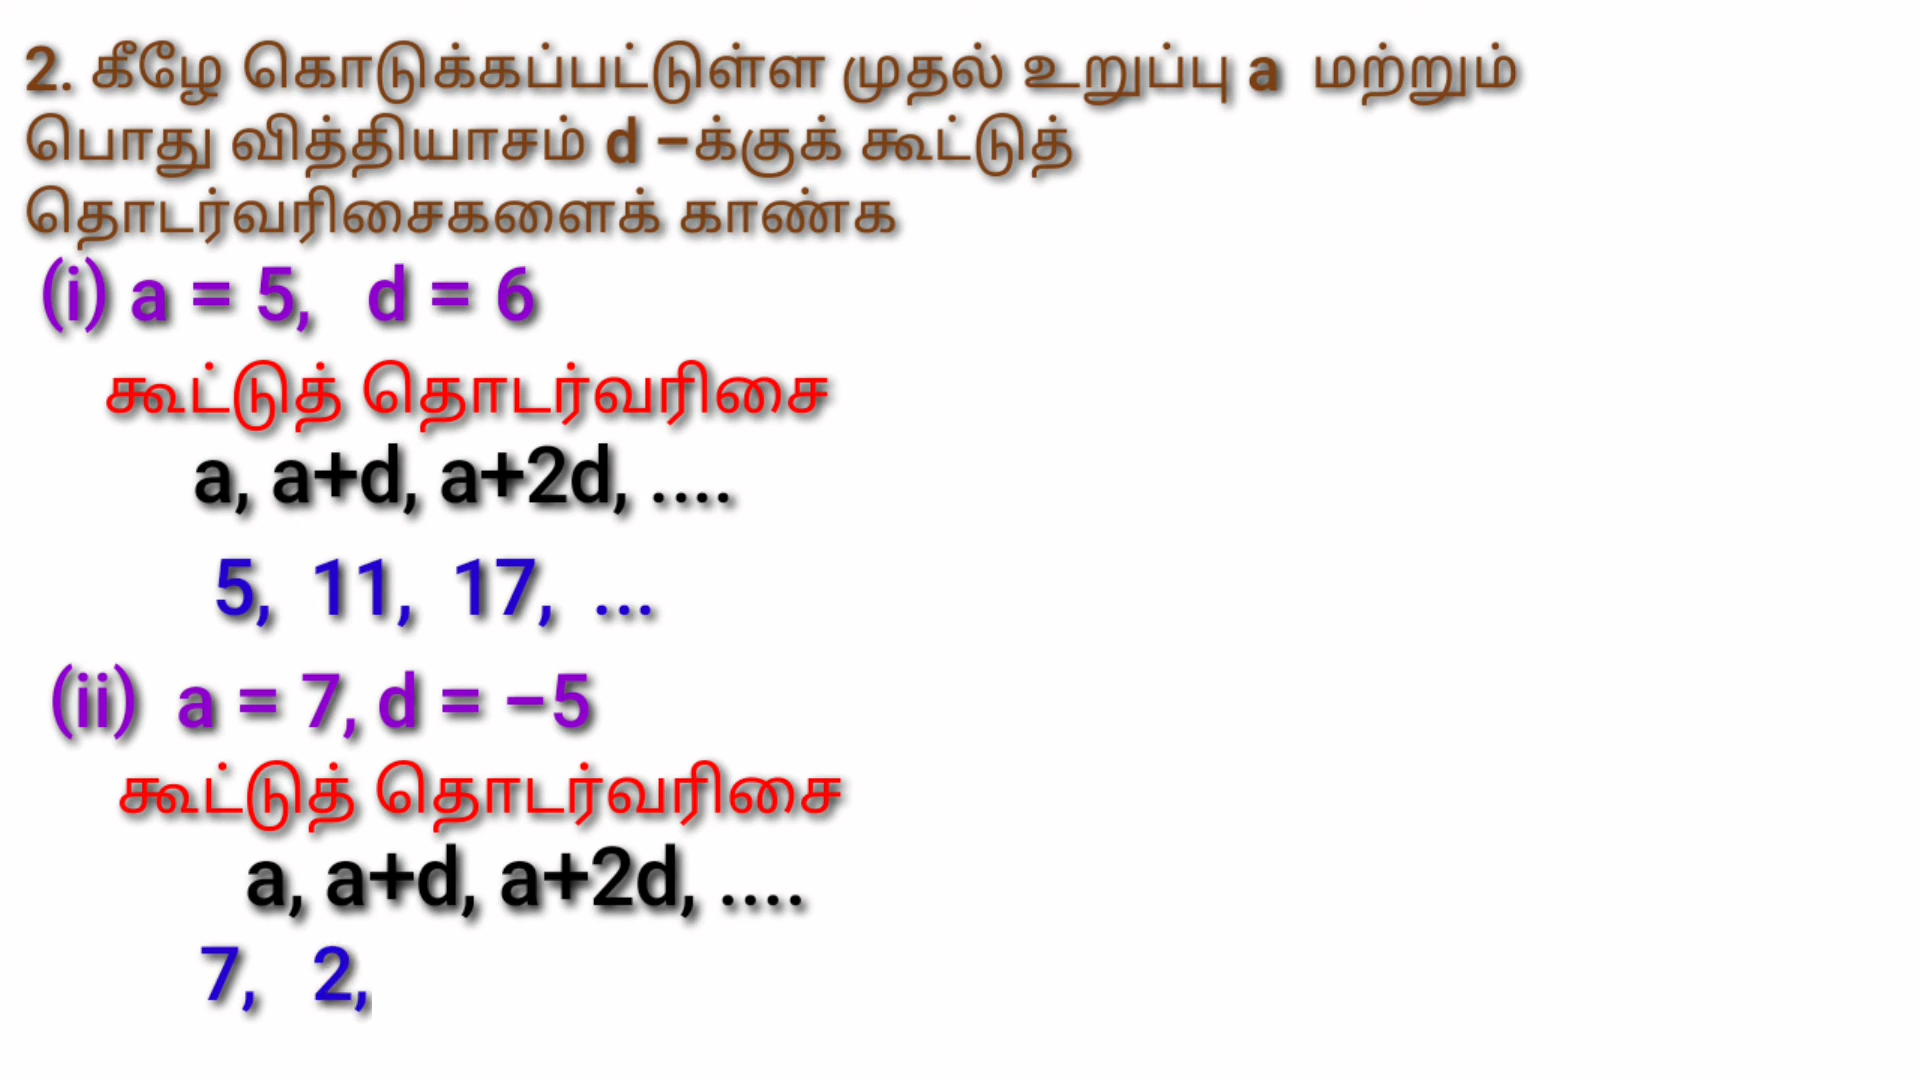 2. கீழே கொடுக்கப்பட்டுள்ள முதல் உறுப்பு a மற்றும்
பொது வித்தியாசம் d –க்குக் கூட்டுத்
தொடர்வரிசைகளைக் காண்க
(i) a = 5, d = 6
கூட்டுத் தொடர்வரிசை
a, a+d, a+2d, ....
5, 11, 17, ...
(ii) a = 7, d = –5
கூட்டுத் தொடர்வரிசை
a, a+d, a+2d, ....
7, 2,